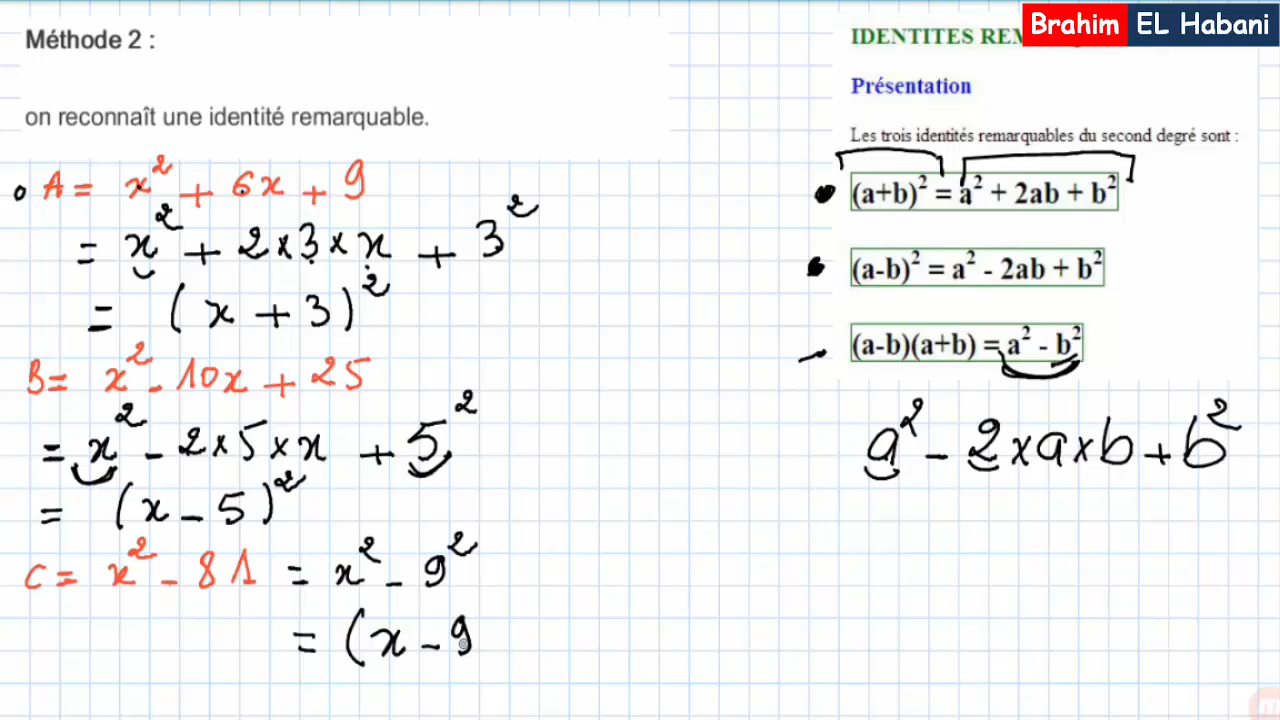 Méthode 2 :
on reconnaît une identité remarquable.
A = x² + 6x + 9
= x² + 2 × 3 × x + 3²
= (x + 3)²
B = x² - 10x + 25
= x² - 2 × 5 × x + 5²
= (x - 5)²
C = x² - 81 = x² - 9²
= (x - 9
Brahim EL Habani
IDENTITES
Présentation
Les trois identités remarquables du second degré sont :
(a+b)² = a² + 2ab + b²
(a-b)² = a² - 2ab + b²
(a-b)(a+b) = a² - b²
a² - 2 × a × b + b²